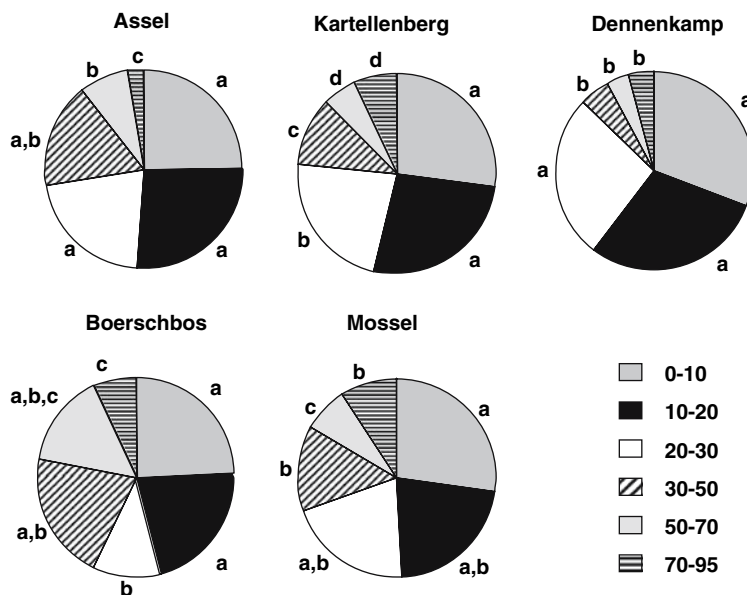 Assel
c
b
a
a,b
a
a
Kartellenberg
d
d
a
c
b
a
Dennenkamp
b
b
b
a
a
a
Boerschbos
c
a
a,b,c
a,b
b
a
Mossel
b
a
c
b
a,b
a,b
0-10
10-20
20-30
30-50
50-70
70-95